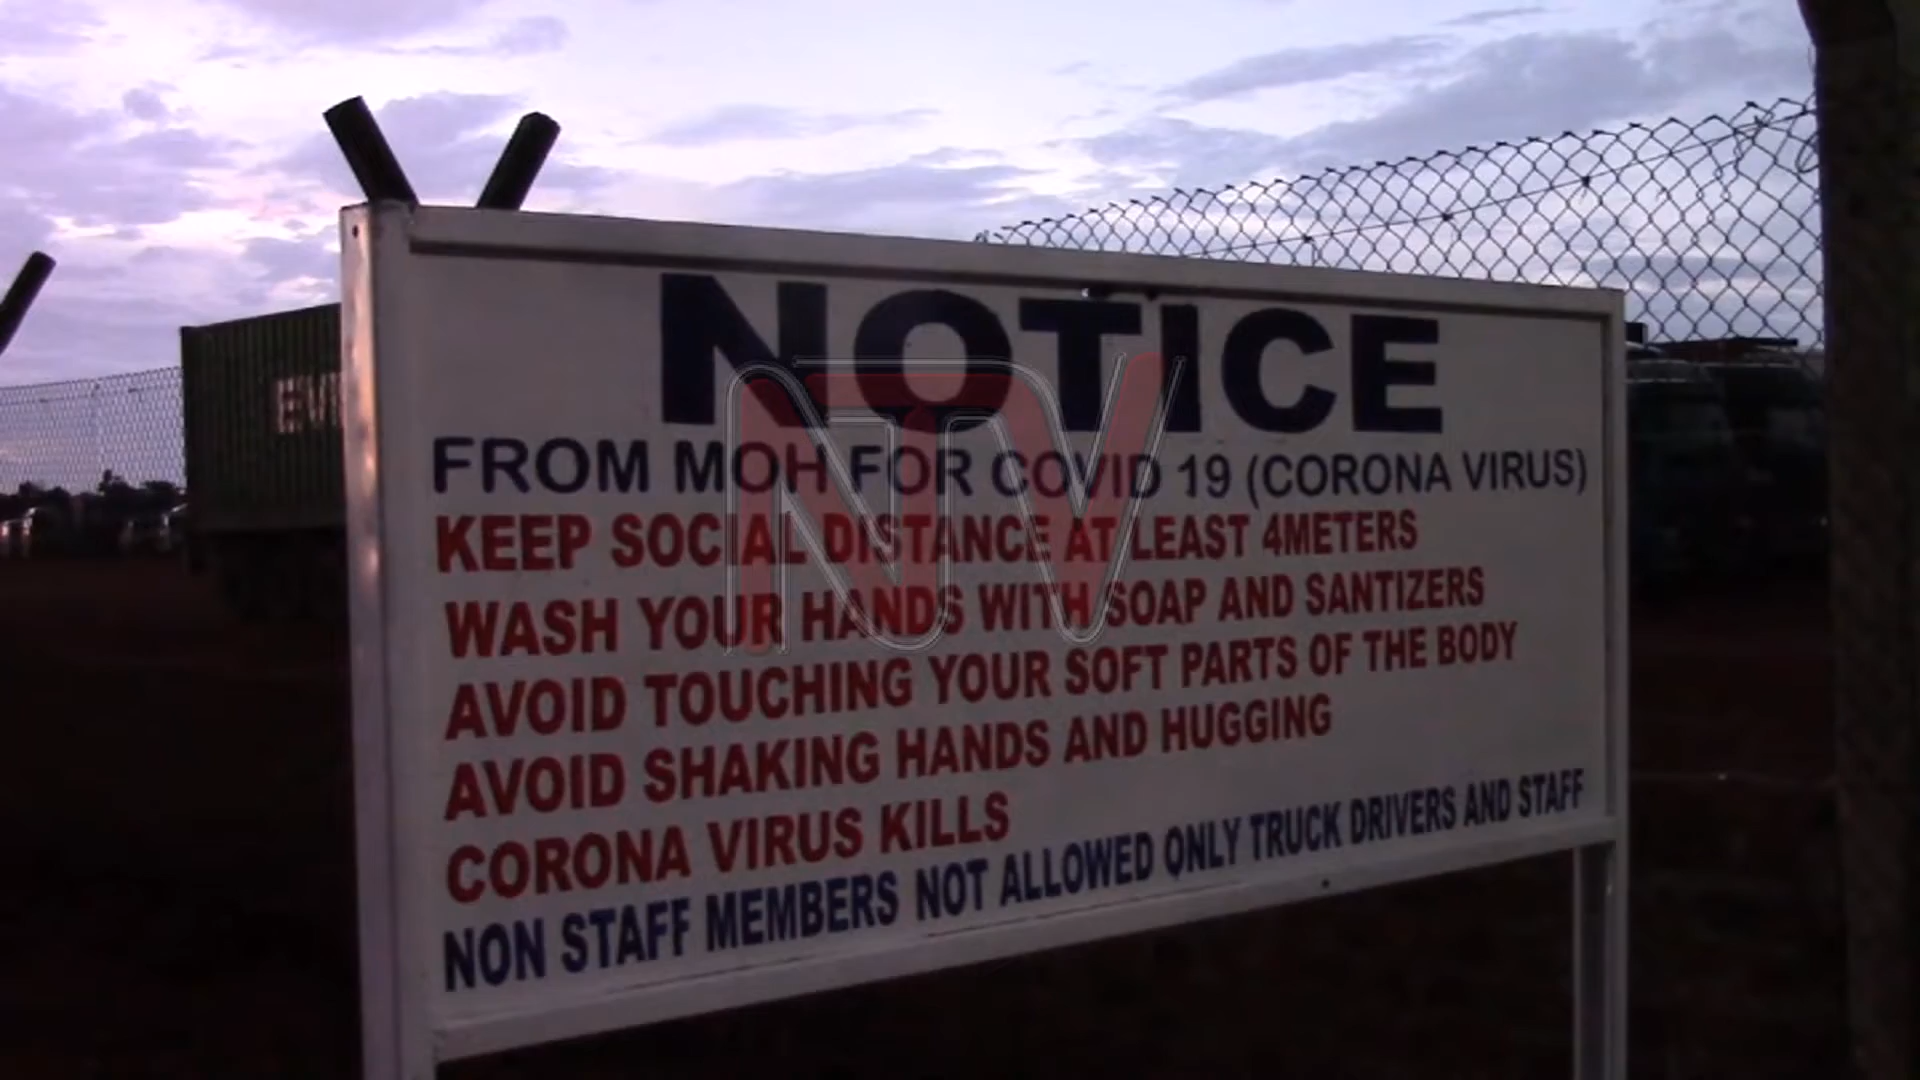 NOTICE
FROM MOH FOR COVID 19 (CORONA VIRUS)
KEEP SOCIAL DISTANCE AT LEAST 4METERS
WASH YOUR HANDS WITH SOAP AND SANTIZERS
AVOID TOUCHING YOUR SOFT PARTS OF THE BODY
AVOID SHAKING HANDS AND HUGGING
CORONA VIRUS KILLS
NON STAFF MEMBERS NOT ALLOWED ONLY TRUCK DRIVERS AND STAFF
NTV